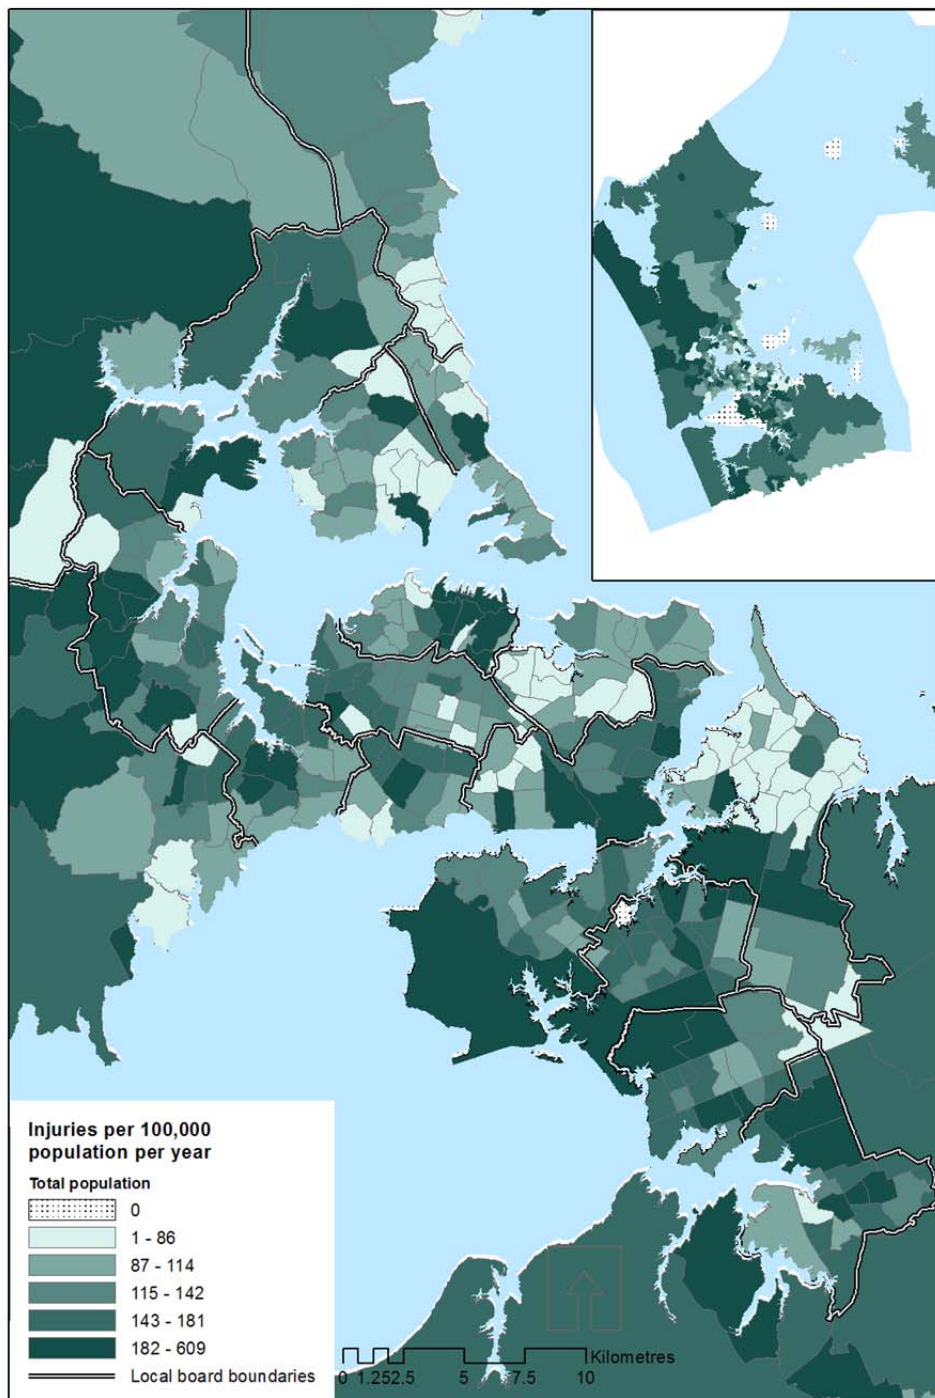 Injuries per 100,000
population per year
Total population
0
1 - 86
87 - 114
115 - 142
143 - 181
182 - 609
Local board boundaries
Kilometres
0 1.252.5 5 7.5 10